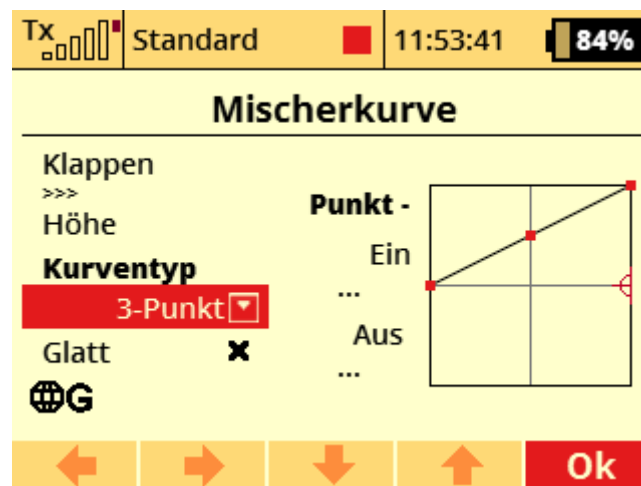 Tx Standard 11:53:41 84%
Mischerkurve
Klappen
>>>
Höhe
Kurventyp
3-Punkt
Glatt
G
Punkt -
Ein
...
Aus
...
Ok